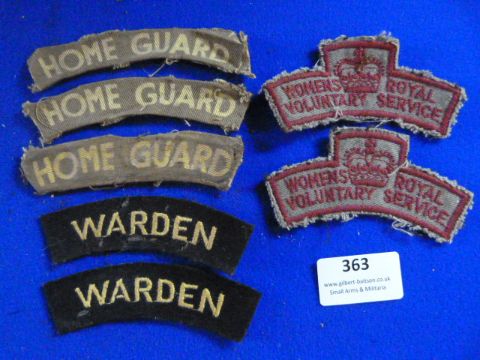 HOME GUARD
HOME GUARD
HOME GUARD
WARDEN
WARDEN
WOMENS ROYAL
VOLUNTARY SERVICE
WOMENS ROYAL
VOLUNTARY SERVICE
363
www.gilbert-baitson.co.uk
Small Arms & Militaria